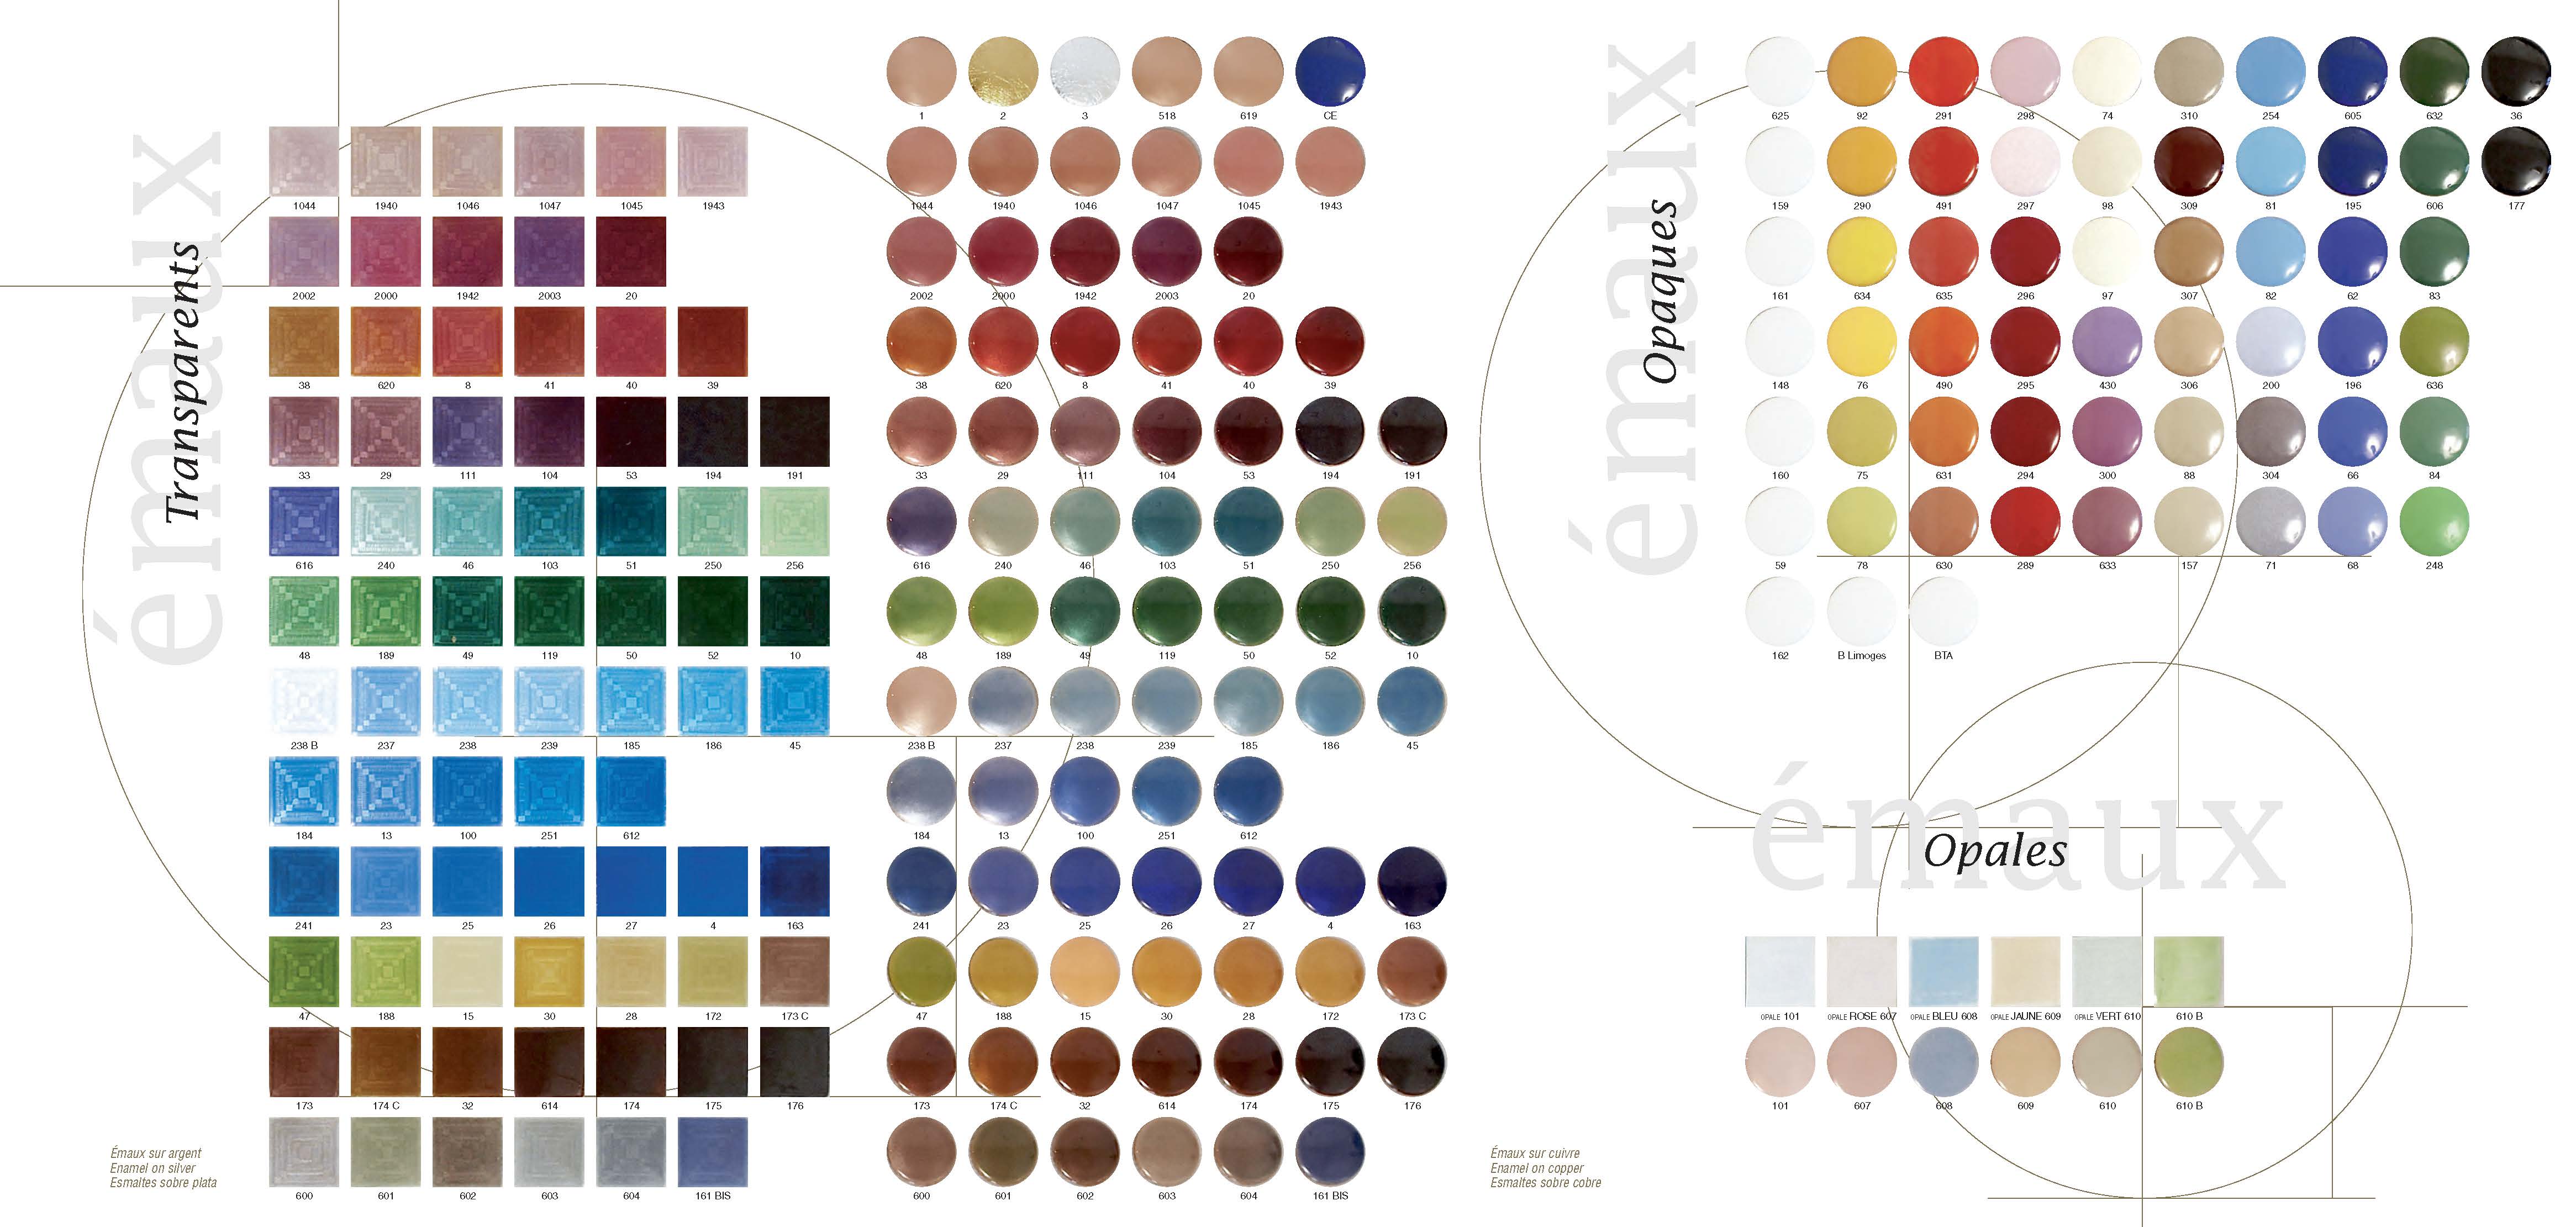 émaux
Transparents
1044 1940 1046 1047 1045 1943
2002 2000 1942 2003 20
38 620 8 41 40 39
33 29 111 104 53 194 191
616 240 46 103 51 250 256
48 189 49 119 50 52 10
238 B 237 238 239 185 186 45
184 13 100 251 612
241 23 25 26 27 4 163
47 188 15 30 28 172 173 C
173 174 C 32 614 174 175 176
600 601 602 603 604 161 BIS
Émaux sur argent
Enamel on silver
Esmaltes sobre plata
1 2 3 518 619 CE
1044 1940 1046 1047 1045 1943
2002 2000 1942 2003 20
38 620 8 41 40 39
33 29 111 104 53 194 191
616 240 46 103 51 250 256
48 189 49 119 50 52 10
238 B 237 238 239 185 186 45
184 13 100 251 612
241 23 25 26 27 4 163
47 188 15 30 28 172 173 C
173 174 C 32 614 174 175 176
600 601 602 603 604 161 BIS
Émaux sur cuivre
Enamel on copper
Esmaltes sobre cobre
émaux
Opaques
625 92 291 298 74 310 254 605 632 36
159 290 491 297 98 309 81 195 606 177
161 634 635 296 97 307 82 62 83
148 76 490 295 430 306 200 196 636
160 75 631 294 300 88 304 66 84
59 78 630 289 633 157 71 68 248
162 B Limoges BTA
émaux
Opales
OPALE 101 OPALE ROSE 607 OPALE BLEU 608 OPALE JAUNE 609 OPALE VERT 610 610 B
101 607 608 609 610 610 B